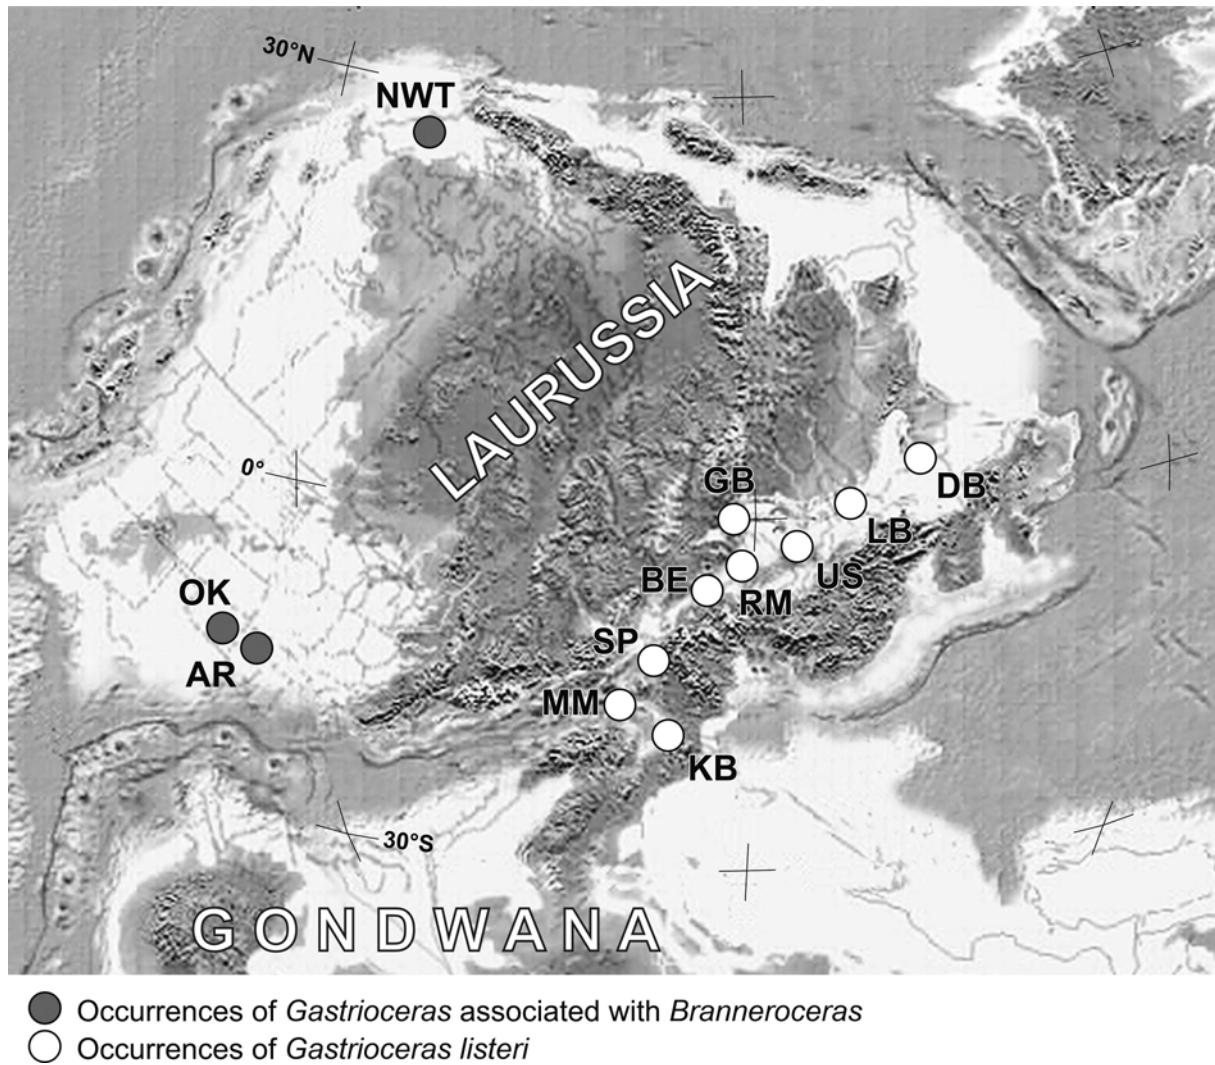 30°N
NWT
LAURUSSIA
0°
GB
DB
LB
US
BE
RM
OK
AR
SP
MM
KB
30°S
GONDWANA
Occurrences of Gastrioceras associated with Branneroceras
Occurrences of Gastrioceras listeri